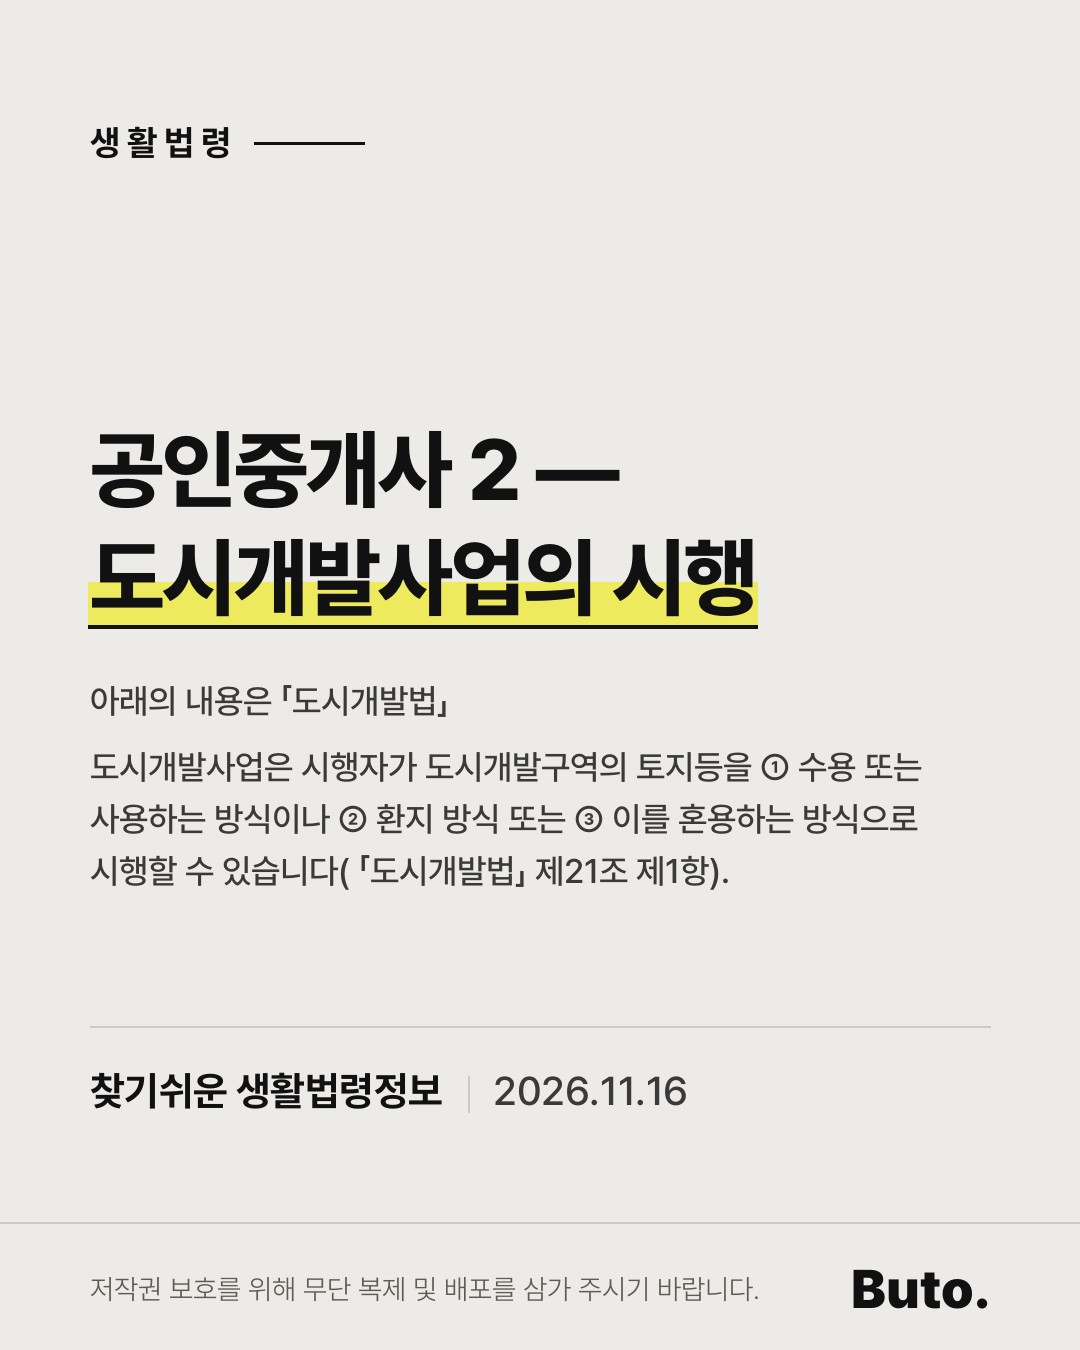 생활법령
공인중개사 2 —
도시개발사업의 시행
아래의 내용은 「도시개발법」
도시개발사업은 시행자가 도시개발구역의 토지등을 ① 수용 또는
사용하는 방식이나 ② 환지 방식 또는 ③ 이를 혼용하는 방식으로
시행할 수 있습니다( 「도시개발법」 제21조 제1항).
찾기쉬운 생활법령정보 | 2026.11.16
저작권 보호를 위해 무단 복제 및 배포를 삼가 주시기 바랍니다.
Buto.